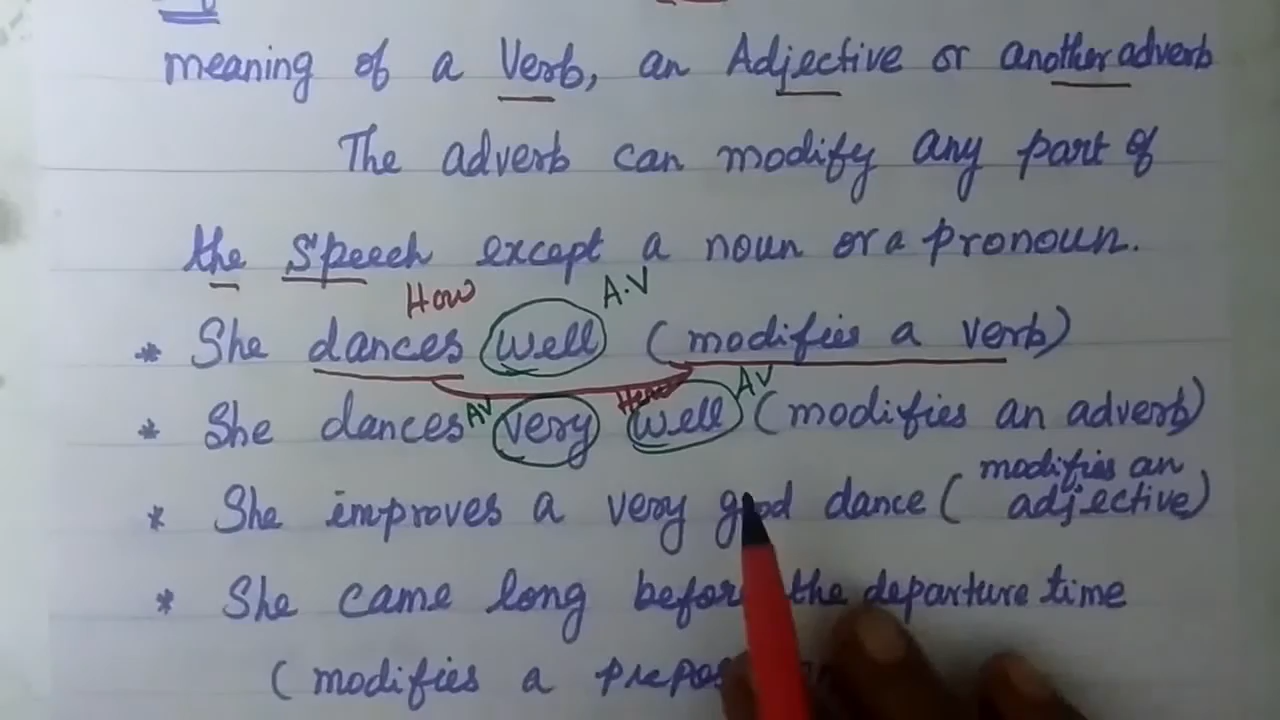 meaning of a Verb, an Adjective or another adverb
The adverb can modify any part of
the Speech except a noun or a pronoun.
How A.V
* She dances well (modifies a verb)
AV How AV
* She dances very well (modifies an adverb)
* She improves a very good dance (modifies an adjective)
* She came long before the departure time
(modifies a